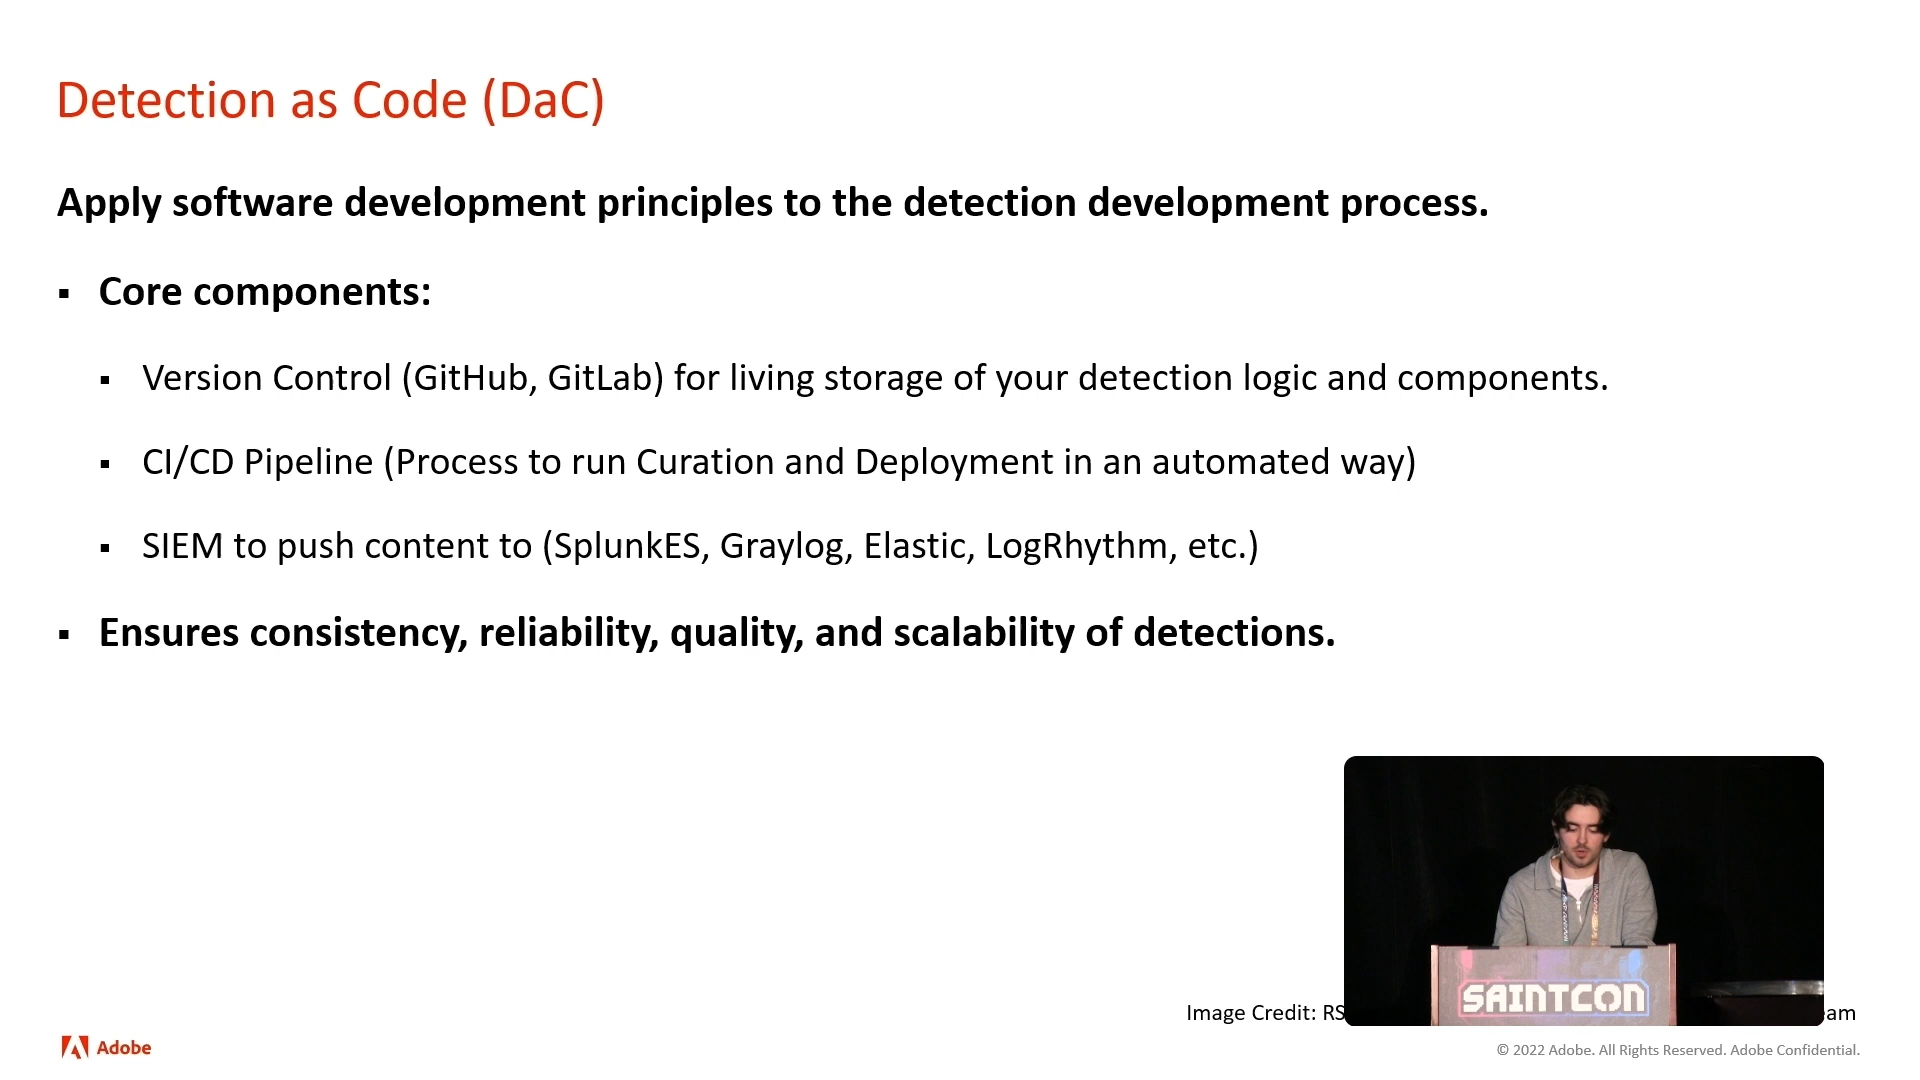 Detection as Code (DaC)
Apply software development principles to the detection development process.
▪ Core components:
▪ Version Control (GitHub, GitLab) for living storage of your detection logic and components.
▪ CI/CD Pipeline (Process to run Curation and Deployment in an automated way)
▪ SIEM to push content to (SplunkES, Graylog, Elastic, LogRhythm, etc.)
▪ Ensures consistency, reliability, quality, and scalability of detections.
SAINTCON
Image Credit:
Adobe
© 2022 Adobe. All Rights Reserved. Adobe Confidential.